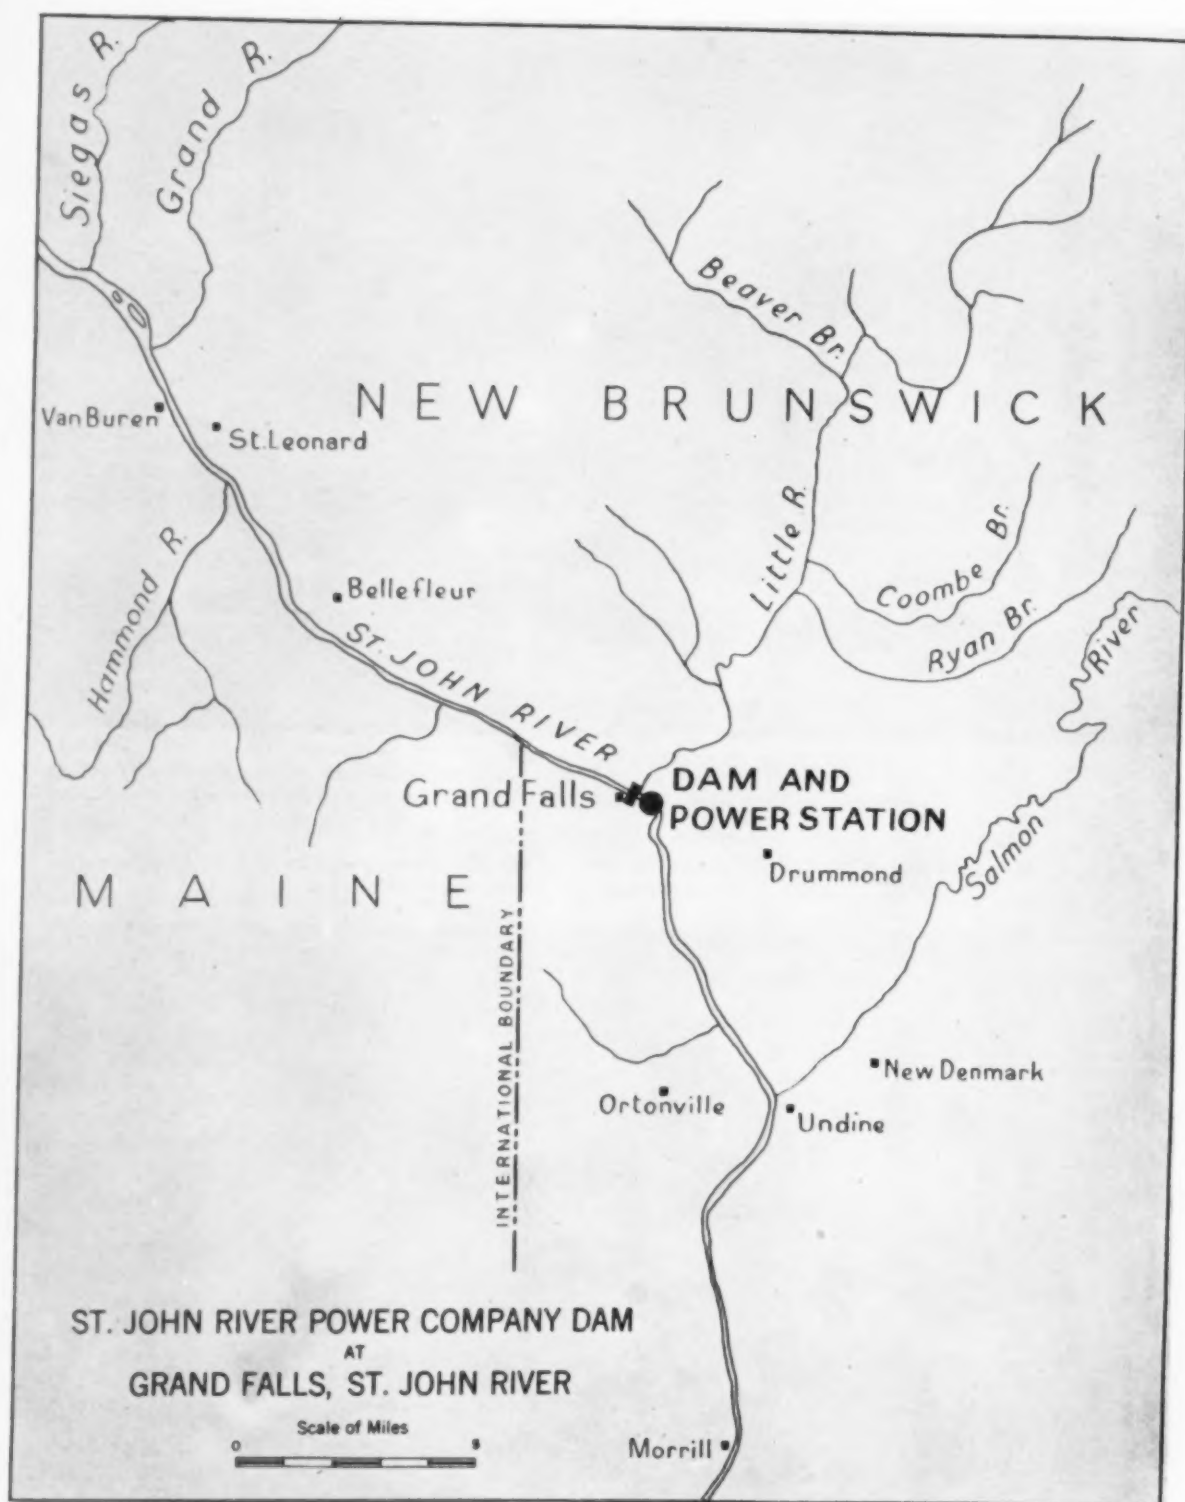 Siegas R.
Grand R.
Beaver Br.
NEW BRUNSWICK
VanBuren
St.Leonard
Little R.
Coombe Br.
Ryan Br.
Hammond R.
Bellefleur
ST. JOHN RIVER
Salmon River
Grand Falls
DAM AND
POWER STATION
Drummond
MAINE
INTERNATIONAL BOUNDARY
New Denmark
Ortonville
Undine
ST. JOHN RIVER POWER COMPANY DAM
AT
GRAND FALLS, ST. JOHN RIVER
Scale of Miles
0 5
Morrill